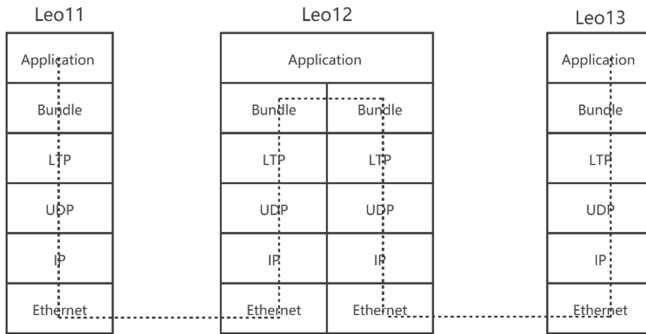 Leo11 Leo12 Leo13
Application Application Application
Bundle Bundle Bundle Bundle
LTP LTP LTP LTP
UDP UDP UDP UDP
IP IP IP IP
Ethernet Ethernet Ethernet Ethernet